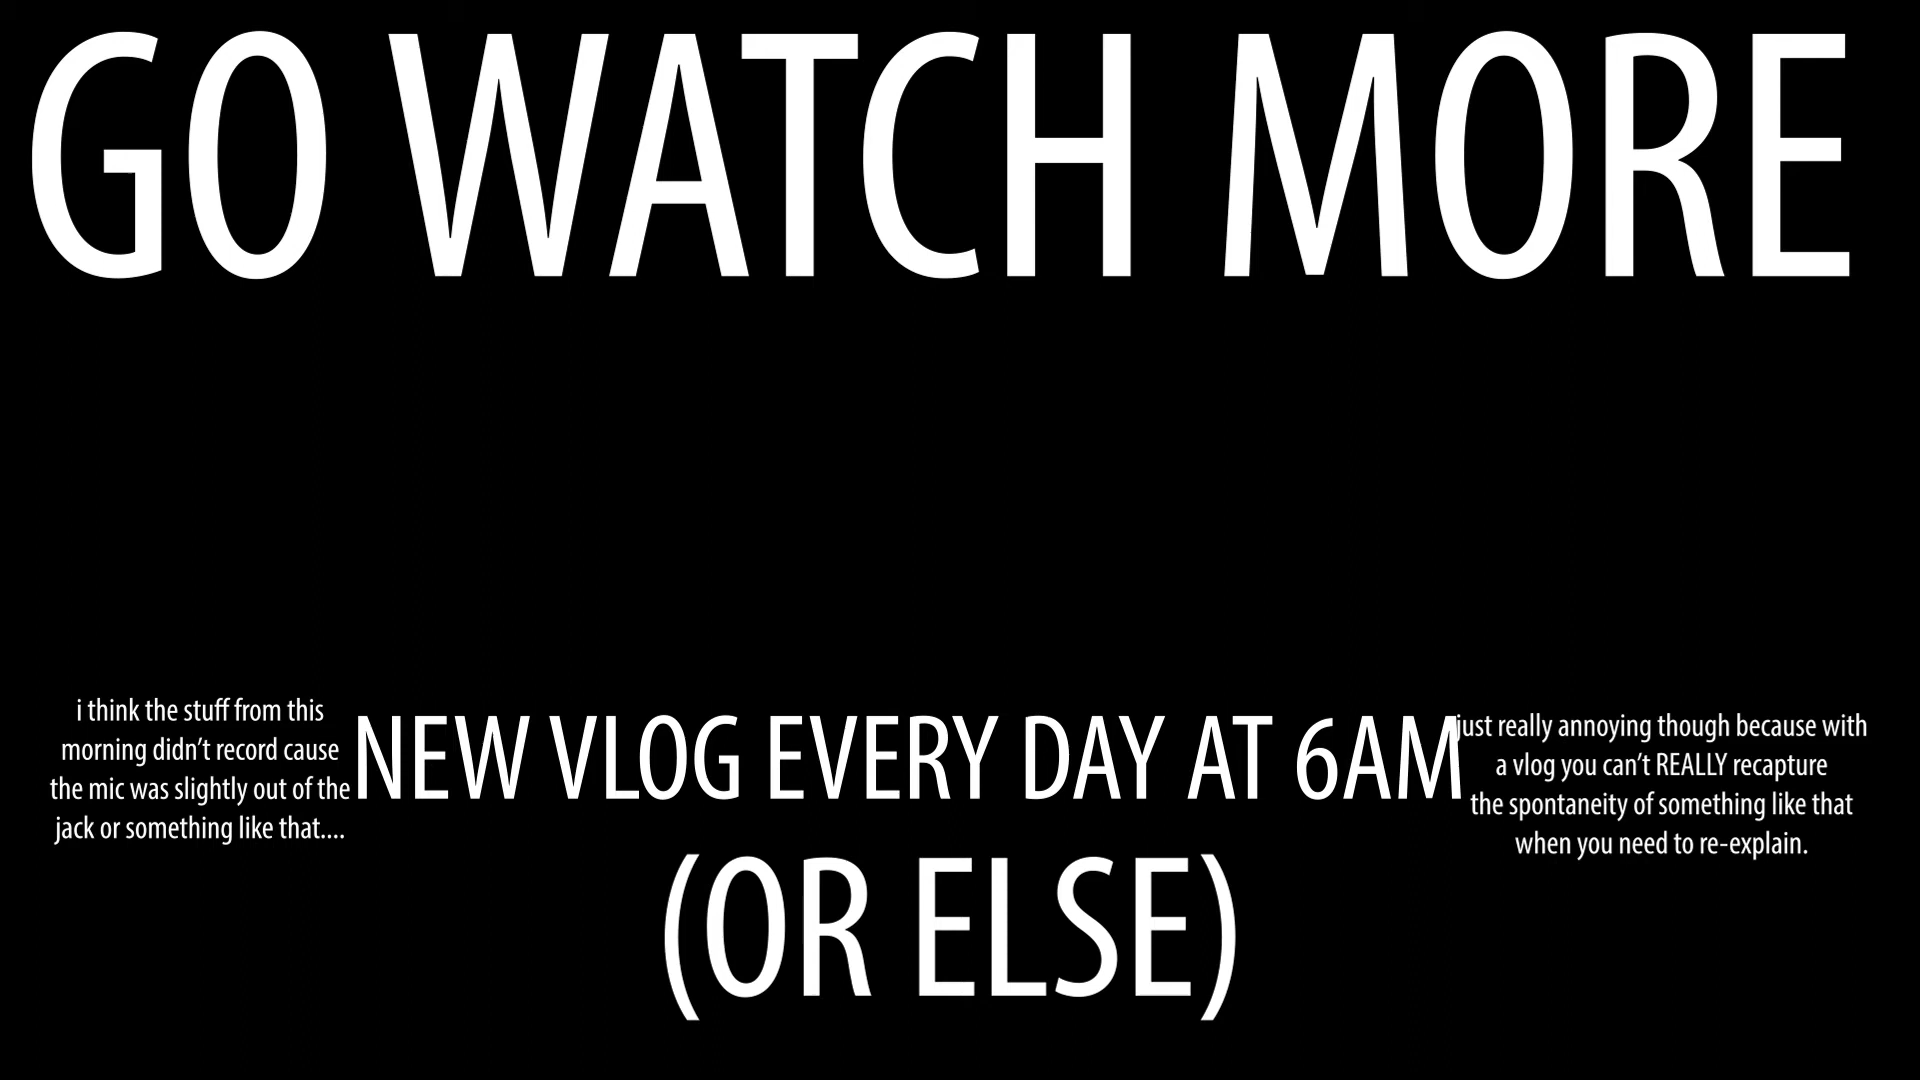 GO WATCH MORE
i think the stuff from this
morning didn’t record cause
the mic was slightly out of the
jack or something like that....
NEW VLOG EVERY DAY AT 6AM
(OR ELSE)
just really annoying though because with
a vlog you can’t REALLY recapture
the spontaneity of something like that
when you need to re-explain.